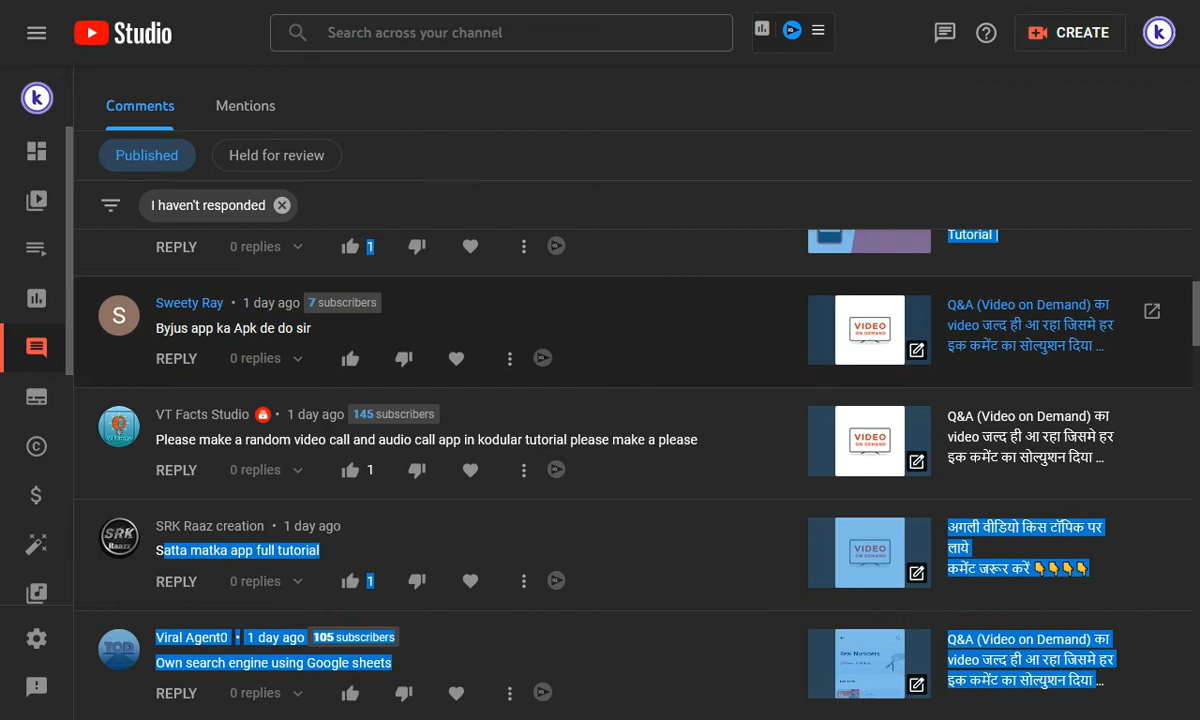 Studio
Search across your channel
CREATE
k
k
Comments
Mentions
Published
Held for review
I haven't responded
REPLY
0 replies
1
Tutorial |
S
Sweety Ray • 1 day ago 7 subscribers
Byjus app ka Apk de do sir
REPLY
0 replies
VIDEO
ON DEMAND
Q&A (Video on Demand) का
video जल्द ही आ रहा जिसमे हर
इक कमेंट का सोल्युशन दिया ...
VT Facts Studio • 1 day ago 145 subscribers
Please make a random video call and audio call app in kodular tutorial please make a please
REPLY
0 replies
1
VIDEO
ON DEMAND
Q&A (Video on Demand) का
video जल्द ही आ रहा जिसमे हर
इक कमेंट का सोल्युशन दिया ...
SRK
Raazz
SRK Raaz creation • 1 day ago
Satta matka app full tutorial
REPLY
0 replies
1
VIDEO
ON DEMAND
अगली वीडियो किस टॉपिक पर
लाये
कमेंट जरूर करें 👇👇👇👇
Viral Agent0 • 1 day ago 105 subscribers
Own search engine using Google sheets
REPLY
0 replies
Real Numbers
Q&A (Video on Demand) का
video जल्द ही आ रहा जिसमे हर
इक कमेंट का सोल्युशन दिया ...